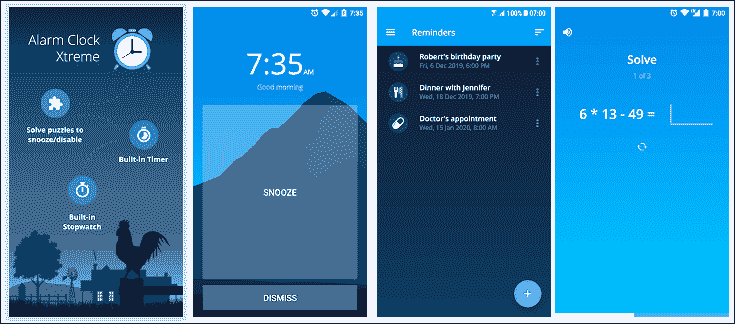 Alarm Clock
Xtreme
Solve puzzles to
snooze/disable
Built-in Timer
Built-in
Stopwatch
7:35
7:35 AM
Good morning
SNOOZE
DISMISS
100% 07:00
Reminders
Robert's birthday party
Fri, 6 Dec 2019, 6:00 PM
Dinner with Jennifer
Wed, 18 Dec 2019, 7:00 PM
Doctor's appointment
Wed, 15 Jan 2020, 8:00 AM
7:00
Solve
1 of 3
6 * 13 - 49 =